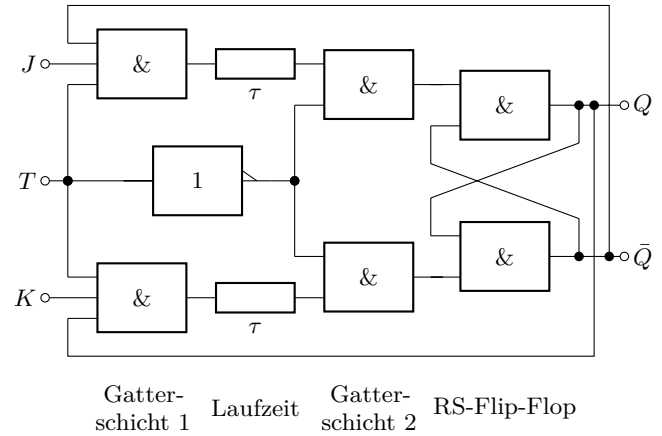 J
&
τ
&
&
Q
T
1
K
&
τ
&
&
Q̄
Gatter-
schicht 1
Laufzeit
Gatter-
schicht 2
RS-Flip-Flop